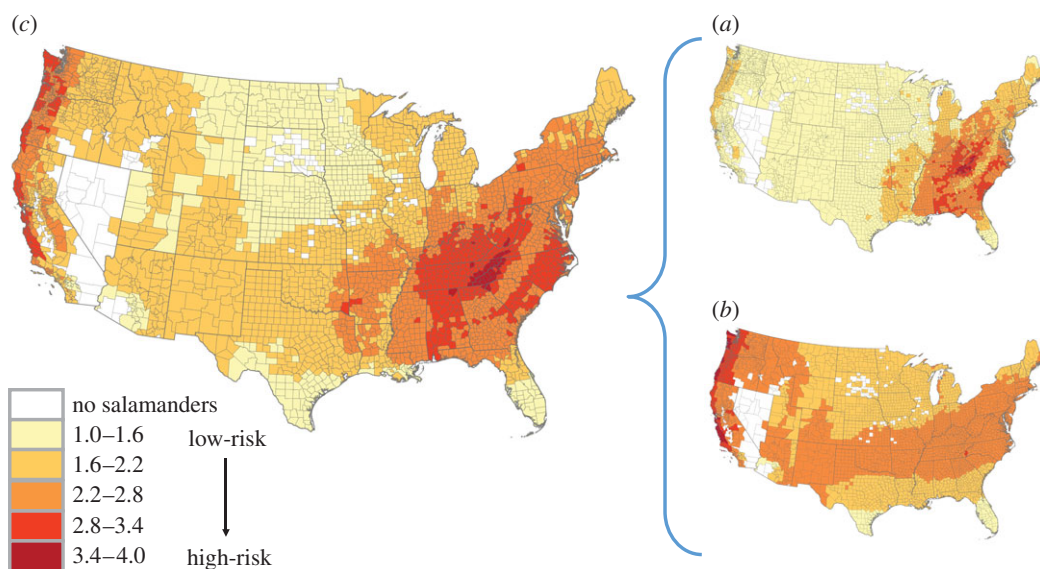 (c)
(a)
(b)
no salamanders
1.0–1.6 low-risk
1.6–2.2
2.2–2.8
2.8–3.4
3.4–4.0 high-risk